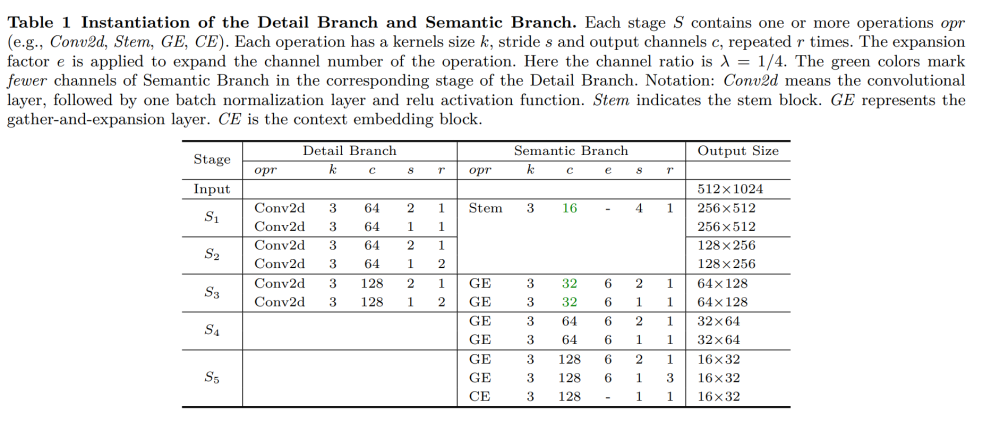 Table 1 Instantiation of the Detail Branch and Semantic Branch. Each stage S contains one or more operations opr
(e.g., Conv2d, Stem, GE, CE). Each operation has a kernels size k, stride s and output channels c, repeated r times. The expansion
factor e is applied to expand the channel number of the operation. Here the channel ratio is λ = 1/4. The green colors mark
fewer channels of Semantic Branch in the corresponding stage of the Detail Branch. Notation: Conv2d means the convolutional
layer, followed by one batch normalization layer and relu activation function. Stem indicates the stem block. GE represents the
gather-and-expansion layer. CE is the context embedding block.
Stage Detail Branch Semantic Branch Output Size
opr k c s r opr k c e s r
Input 512×1024
S1 Conv2d 3 64 2 1 Stem 3 16 - 4 1 256×512
Conv2d 3 64 1 1 256×512
S2 Conv2d 3 64 2 1 128×256
Conv2d 3 64 1 2 128×256
S3 Conv2d 3 128 2 1 GE 3 32 6 2 1 64×128
Conv2d 3 128 1 2 GE 3 32 6 1 1 64×128
S4 GE 3 64 6 2 1 32×64
GE 3 64 6 1 1 32×64
S5 GE 3 128 6 2 1 16×32
GE 3 128 6 1 3 16×32
CE 3 128 - 1 1 16×32